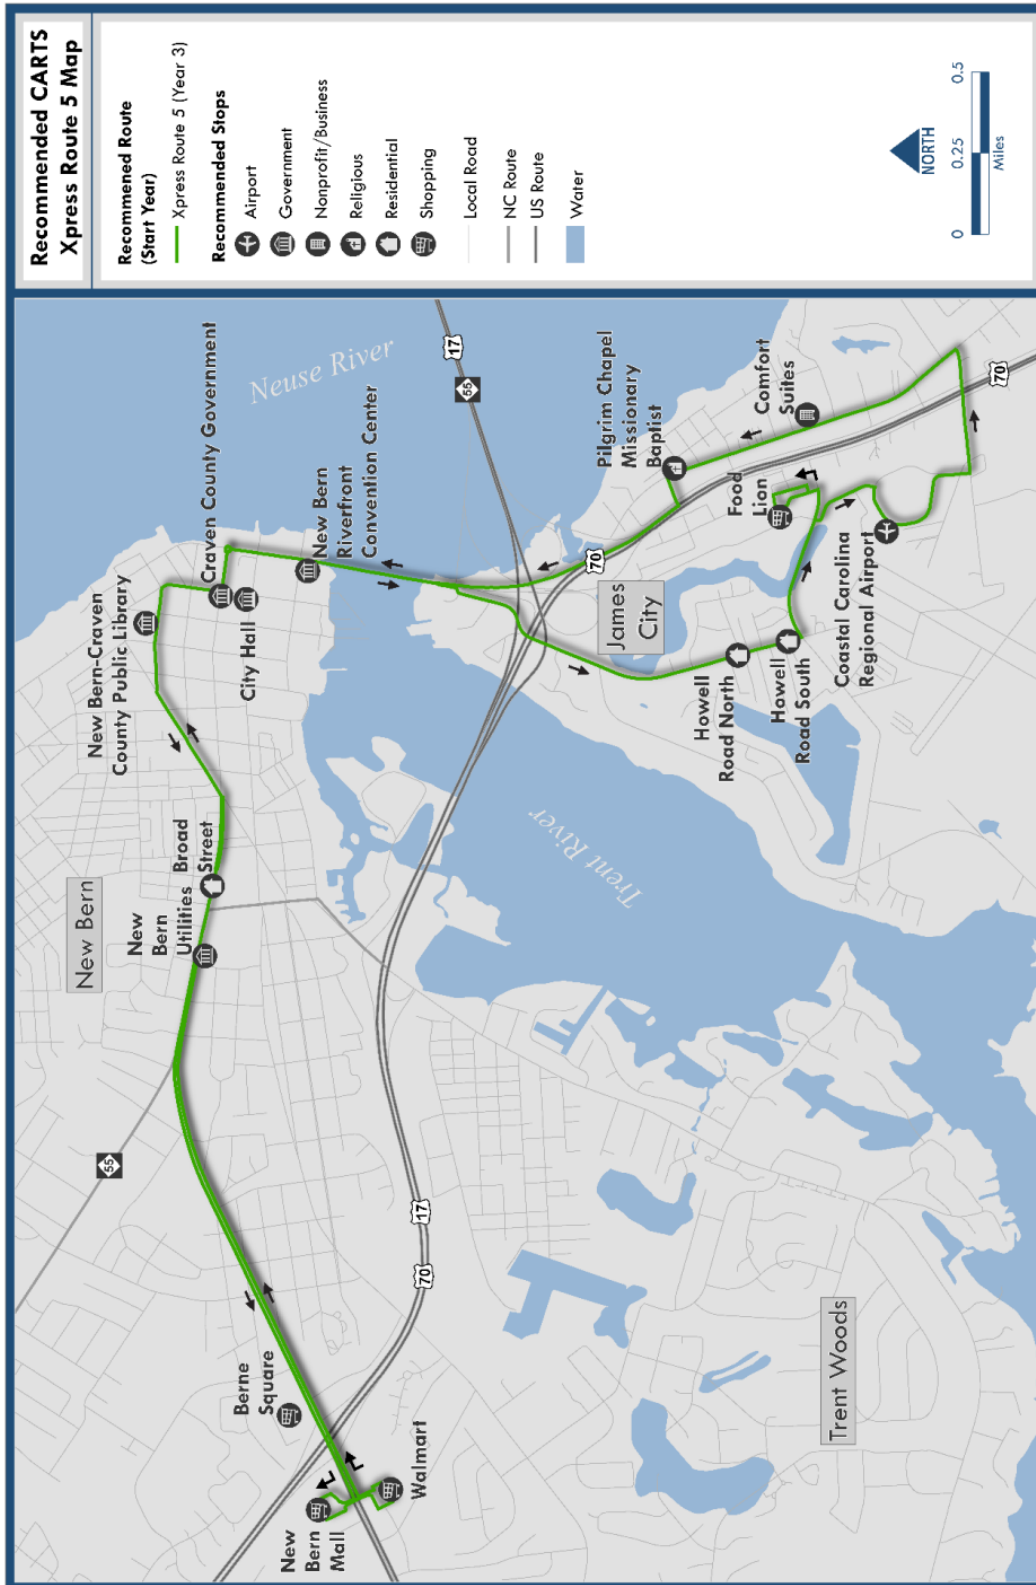 Recommended CARTS
Xpress Route 5 Map
Recommened Route
(Start Year)
Xpress Route 5 (Year 3)
Recommended Stops
Airport
Government
Nonprofit/Business
Religious
Residential
Shopping
Local Road
NC Route
US Route
Water
NORTH
0
0.25
0.5
Miles
New Bern
Mall
Walmart
Berne
Square
70
17
55
New Bern
New
Bern
Utilities
Broad
Street
New Bern-Craven
County Public Library
City Hall
Craven County Government
New Bern
Riverfront
Convention Center
Neuse River
17
55
Trent River
Trent Woods
James
City
70
Howell
Road North
Howell
Road South
Coastal Carolina
Regional Airport
Food
Lion
Pilgrim Chapel
Missionary
Baptist
Comfort
Suites
70